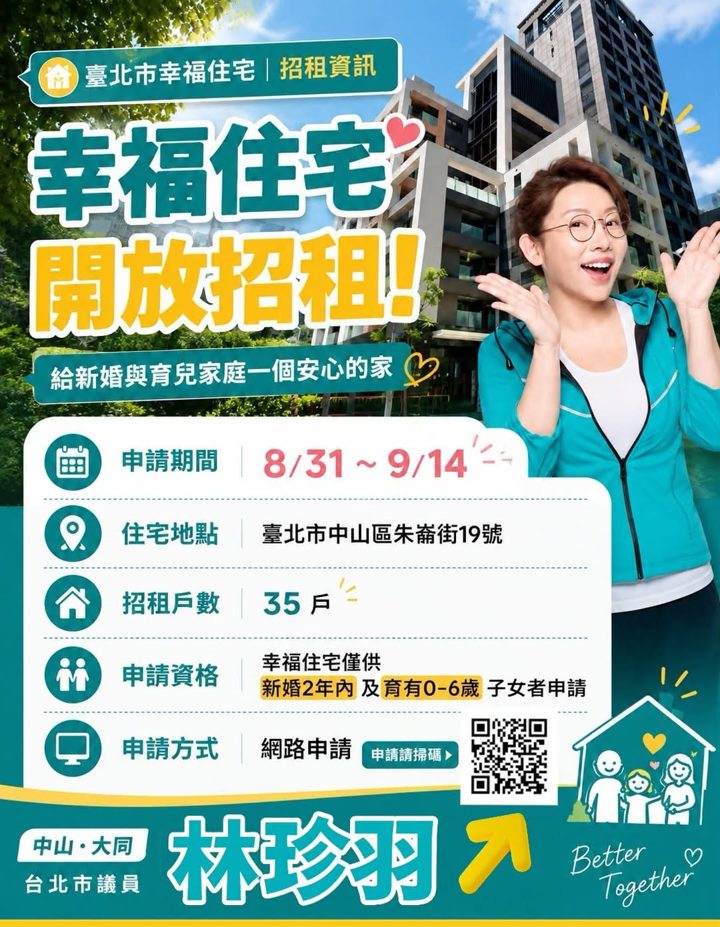 臺北市幸福住宅｜招租資訊
幸福住宅
開放招租!
給新婚與育兒家庭一個安心的家
申請期間 8/31 ~ 9/14
住宅地點 臺北市中山區朱崙街19號
招租戶數 35 戶
申請資格 幸福住宅僅供
新婚2年內 及育有0-6歲 子女者申請
申請方式 網路申請 申請請掃碼
中山·大同
台北市議員
林珍羽
Better
Together